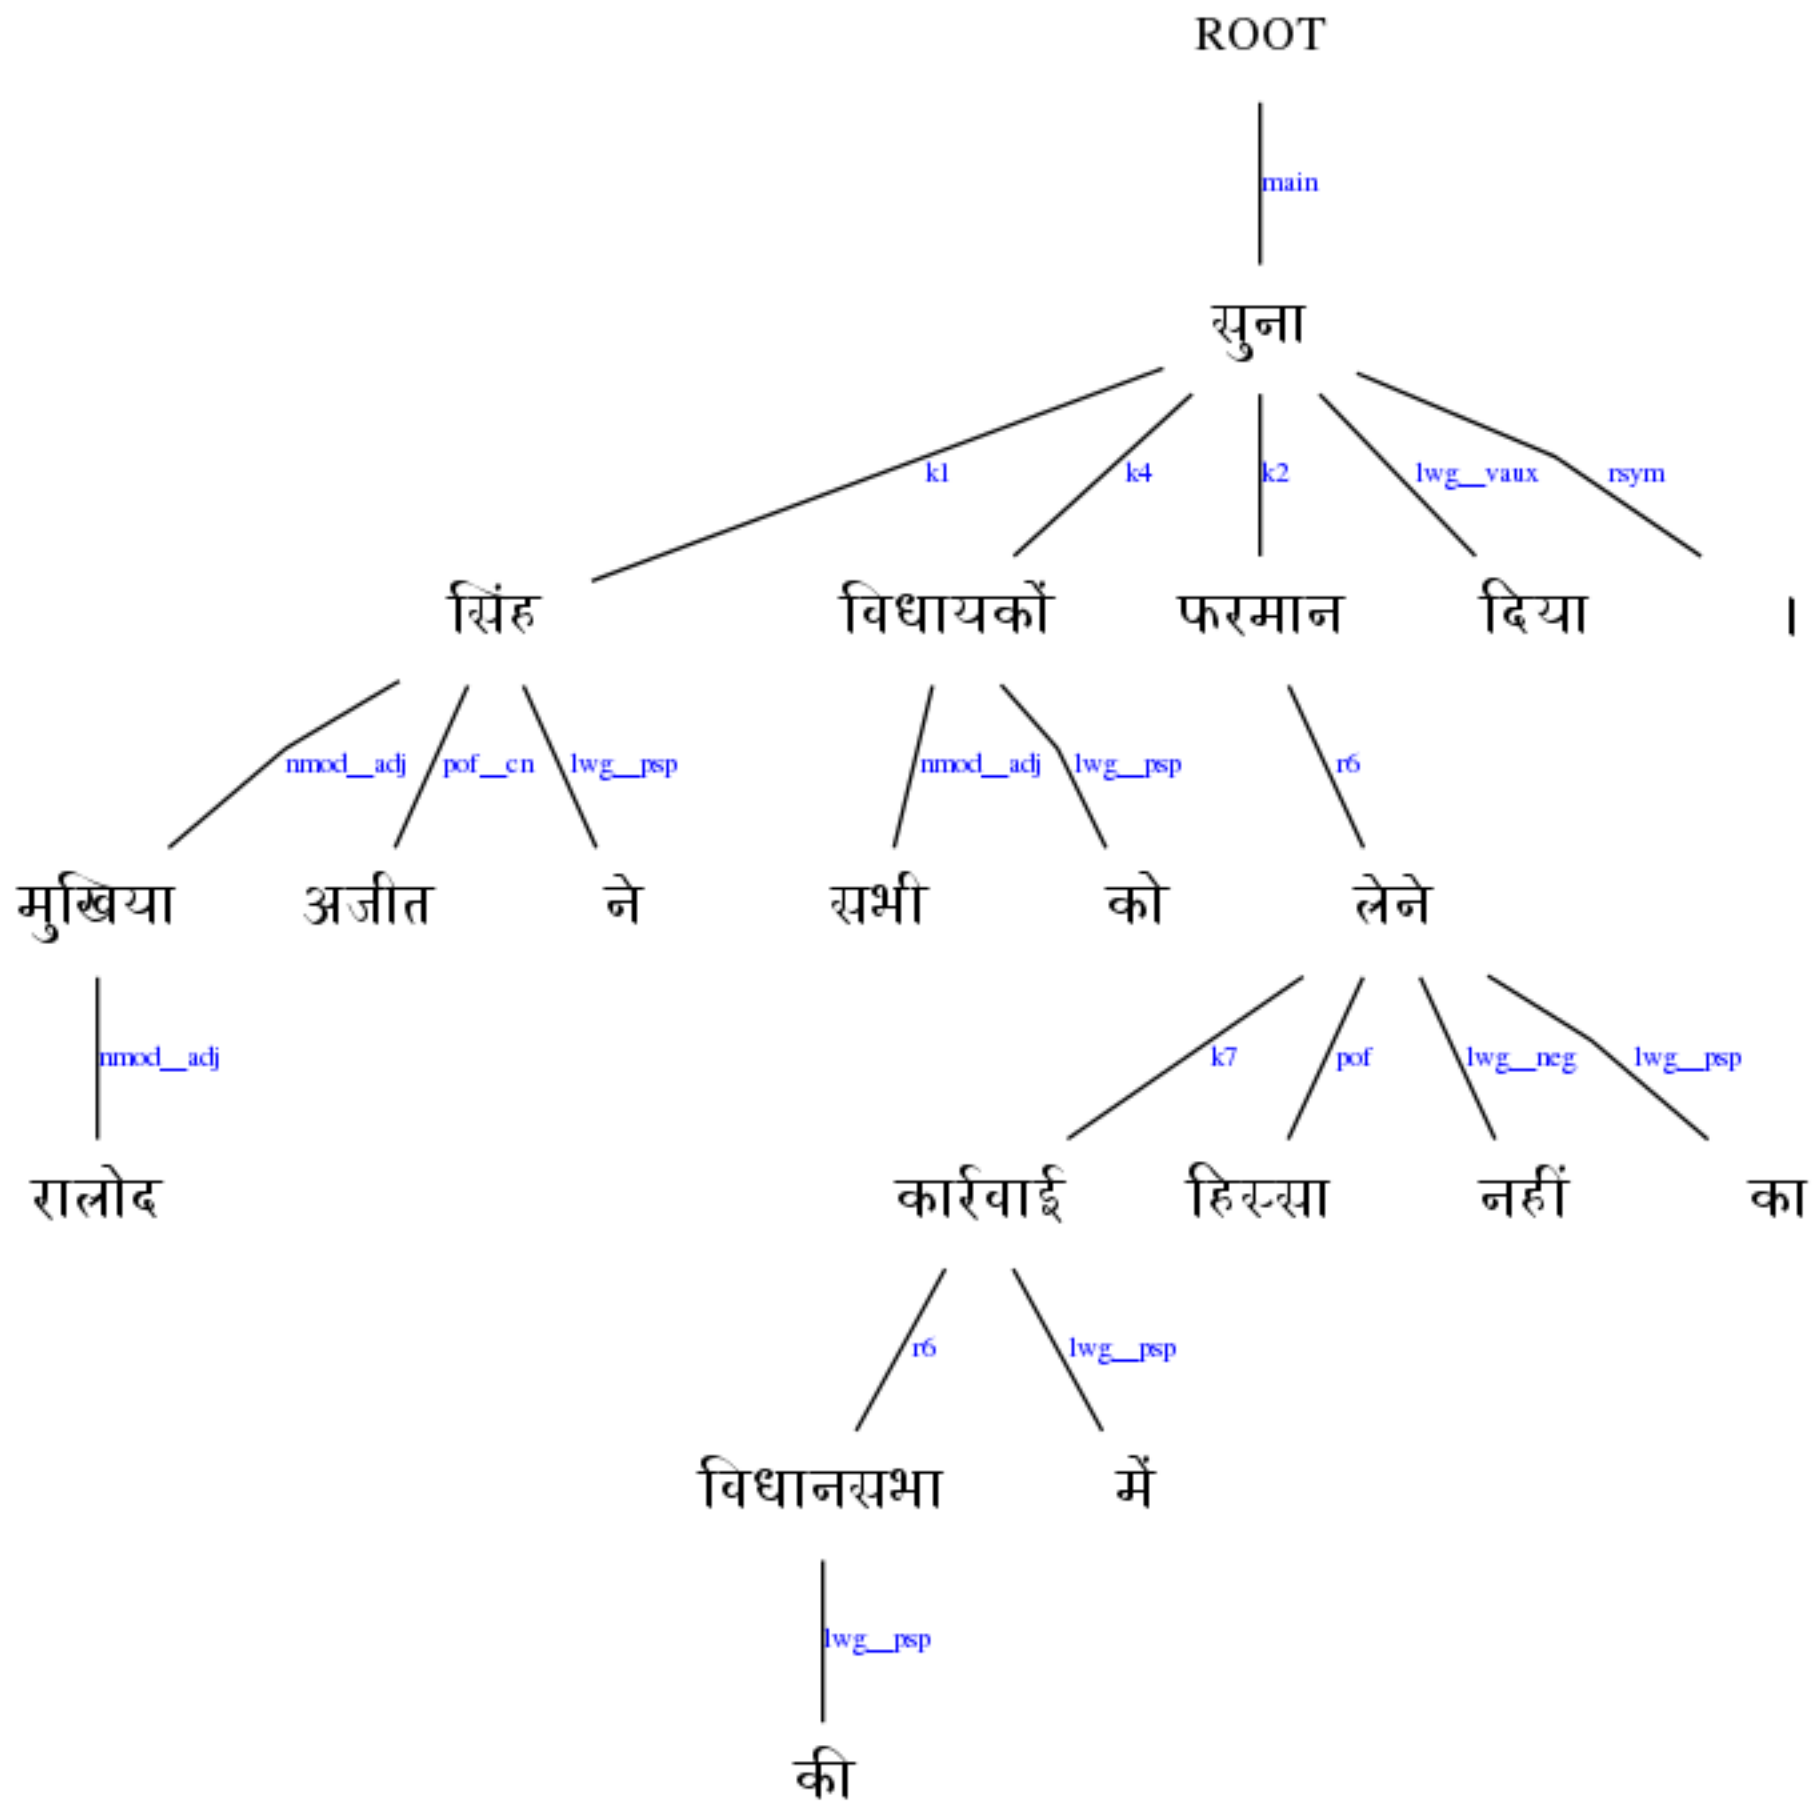 ROOT
main
सुना
k1 k4 k2 lwg__vaux rsym
सिंह विधायकों फरमान दिया ।
nmod__adj pof__cn lwg__psp nmod__adj lwg__psp r6
मुखिया अजीत ने सभी को लेने
nmod__adj k7 pof lwg__neg lwg__psp
रालोद कार्रवाई हिस्सा नहीं का
r6 lwg__psp
विधानसभा में
lwg__psp
की